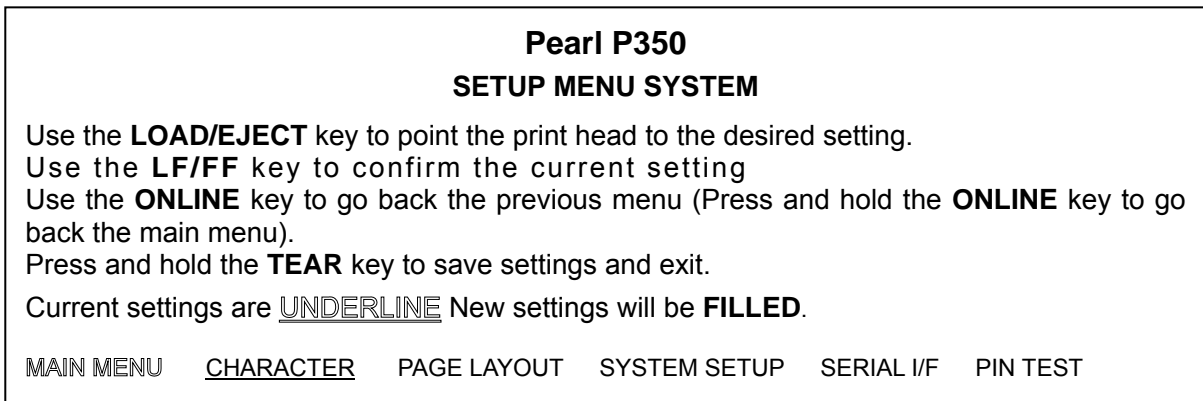 Pearl P350
SETUP MENU SYSTEM
Use the LOAD/EJECT key to point the print head to the desired setting.
Use the LF/FF key to confirm the current setting
Use the ONLINE key to go back the previous menu (Press and hold the ONLINE key to go
back the main menu).
Press and hold the TEAR key to save settings and exit.
Current settings are UNDERLINE New settings will be FILLED.
MAIN MENU CHARACTER PAGE LAYOUT SYSTEM SETUP SERIAL I/F PIN TEST